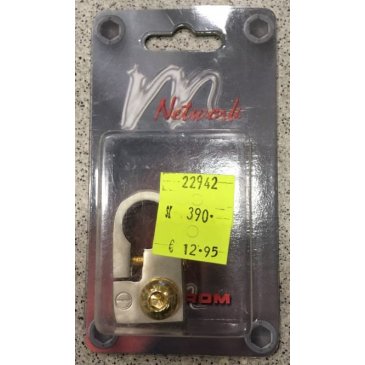 m
Network
22942
390.
€ 12.95
ROM